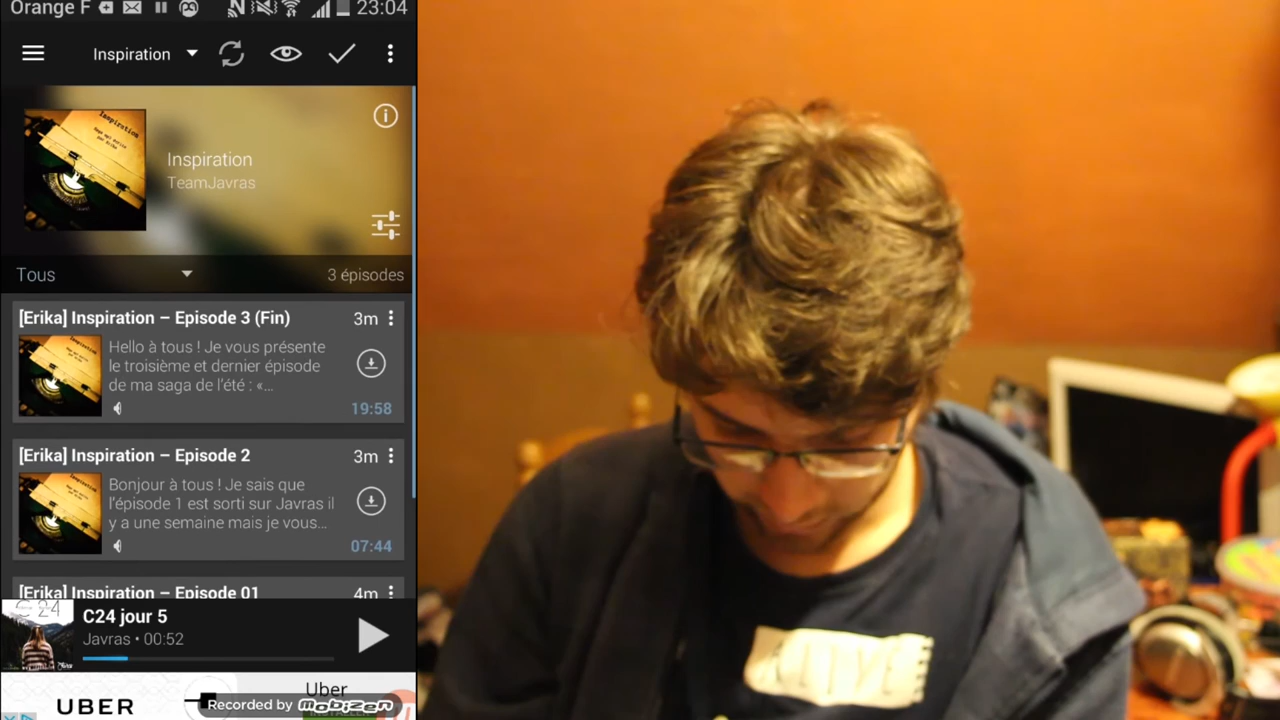 Orange F
23:04
Inspiration
Inspiration
Inspiration
TeamJavras
Tous
3 épisodes
[Erika] Inspiration – Episode 3 (Fin)
3m
Hello à tous ! Je vous présente
le troisième et dernier épisode
de ma saga de l'été : «...
19:58
[Erika] Inspiration – Episode 2
3m
Bonjour à tous ! Je sais que
l'épisode 1 est sorti sur Javras il
y a une semaine mais je vous...
07:44
[Erika] Inspiration – Episode 01
4m
C24
C24 jour 5
Javras • 00:52
UBER
Uber
Recorded by mobizen